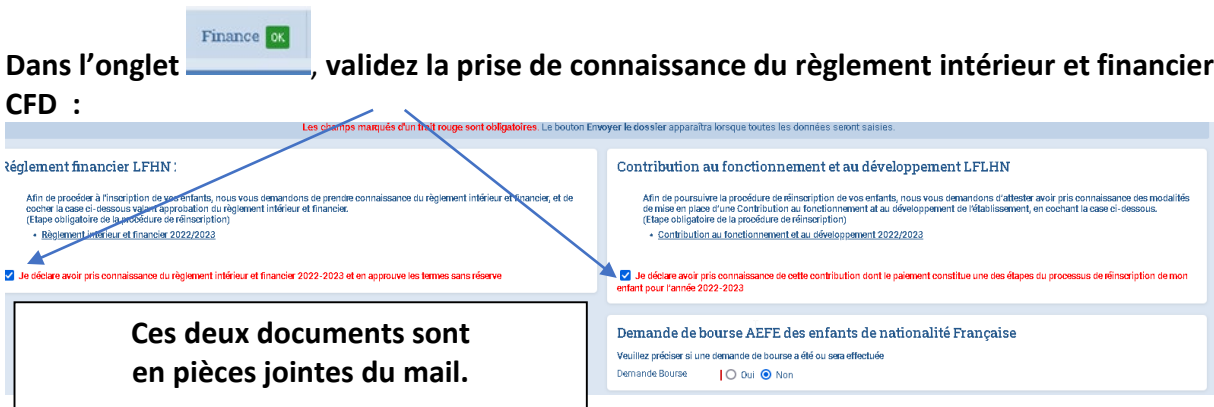 Finance OK
Dans l’onglet , validez la prise de connaissance du règlement intérieur et financier
CFD :
Les champs marqués d'un trait rouge sont obligatoires. Le bouton Envoyer le dossier apparaîtra lorsque toutes les données seront saisies.
Réglement financier LFHN :
Afin de procéder à l'inscription de vos enfants, nous vous demandons de prendre connaissance du règlement intérieur et financier, et de
cocher la case ci-dessous valant approbation du règlement intérieur et financier.
(Etape obligatoire de la procédure de réinscription)
• Règlement intérieur et financier 2022/2023
Je déclare avoir pris connaissance du règlement intérieur et financier 2022-2023 et en approuve les termes sans réserve
Contribution au fonctionnement et au développement LFLHN
Afin de poursuivre la procédure de réinscription de vos enfants, nous vous demandons d'attester avoir pris connaissance des modalités
de mise en place d'une Contribution au fonctionnement at au développement de l'établissement, en cochant la case ci-dessous.
(Etape obligatoire de la procédure de réinscription)
• Contribution au fonctionnement et au développement 2022/2023
Je déclare avoir pris connaissance de cette contribution dont le paiement constitue une des étapes du processus de réinscription de mon
enfant pour l'année 2022-2023
Ces deux documents sont
en pièces jointes du mail.
Demande de bourse AEFE des enfants de nationalité Française
Veuillez préciser si une demande de bourse a été ou sera effectuée
Demande Bourse Oui Non